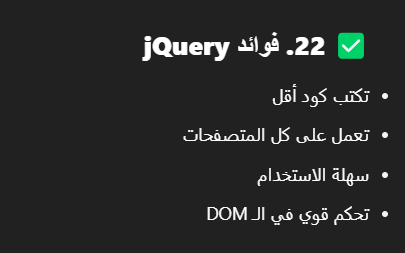 ✅ 22. فوائد jQuery
• تكتب كود أقل
• تعمل على كل المتصفحات
• سهلة الاستخدام
• تحكم قوي في الـ DOM